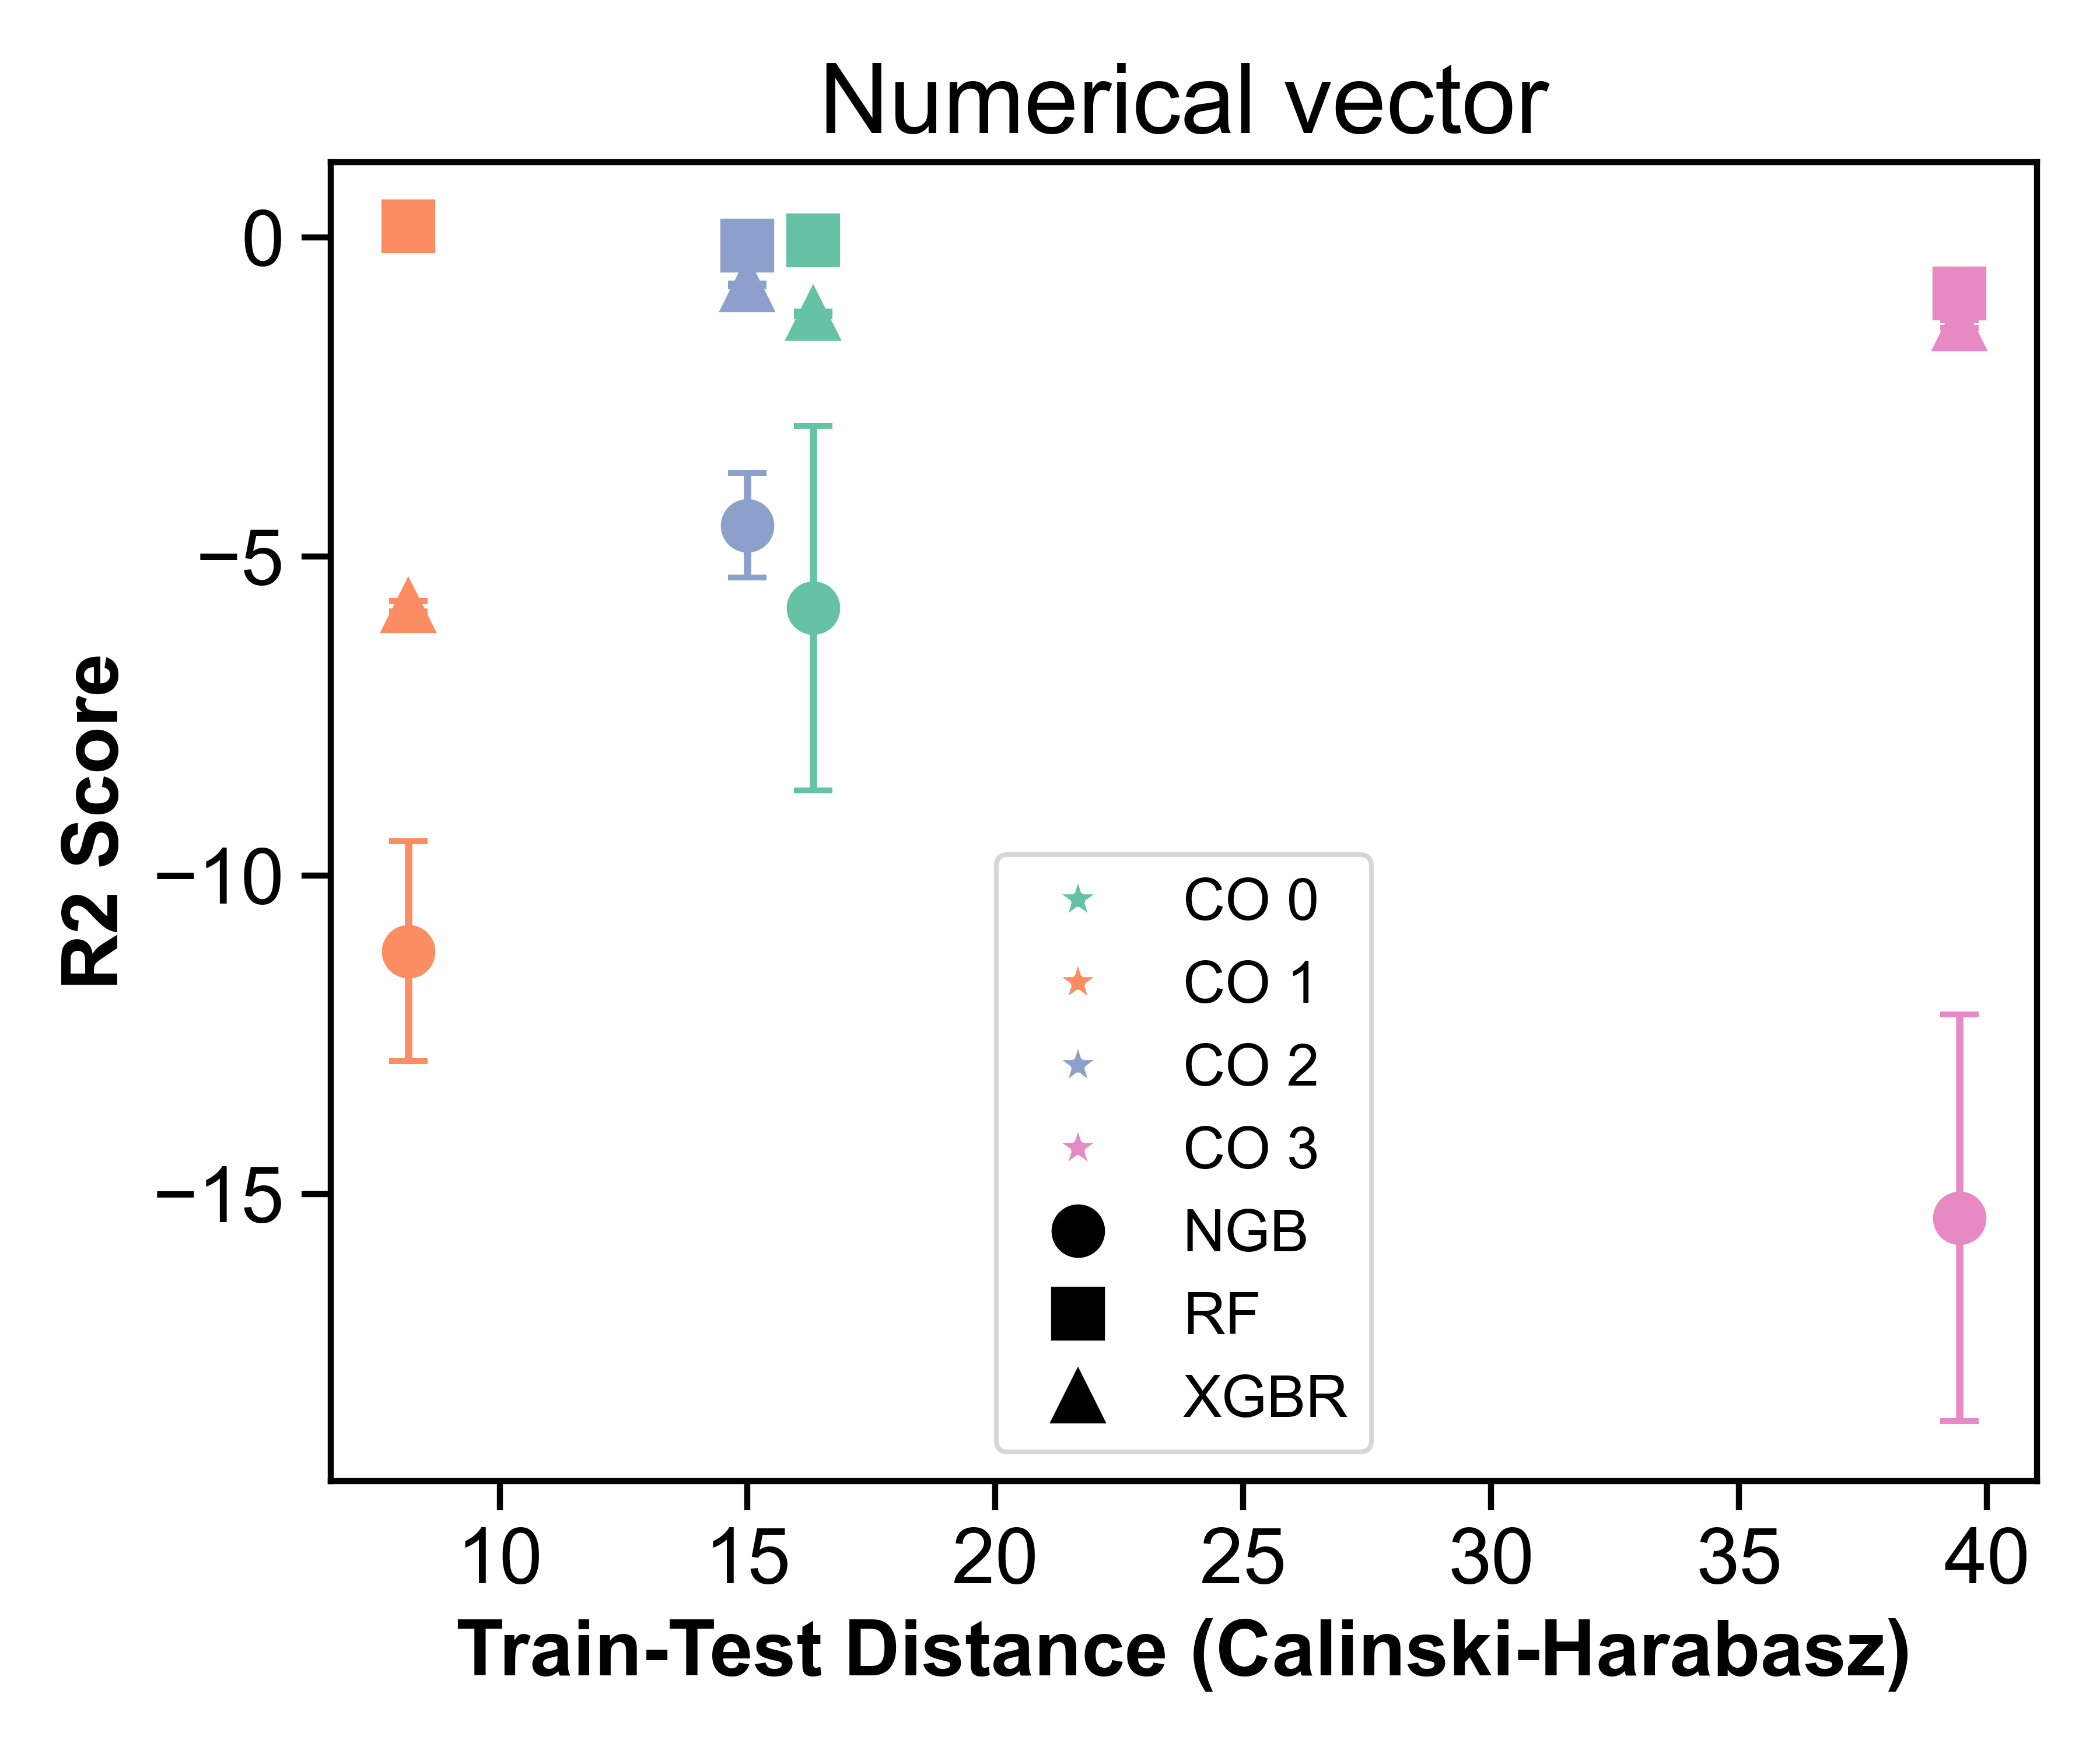 Numerical vector
R2 Score
0
−5
−10
−15
CO 0
CO 1
CO 2
CO 3
NGB
RF
XGBR
10 15 20 25 30 35 40
Train-Test Distance (Calinski-Harabasz)